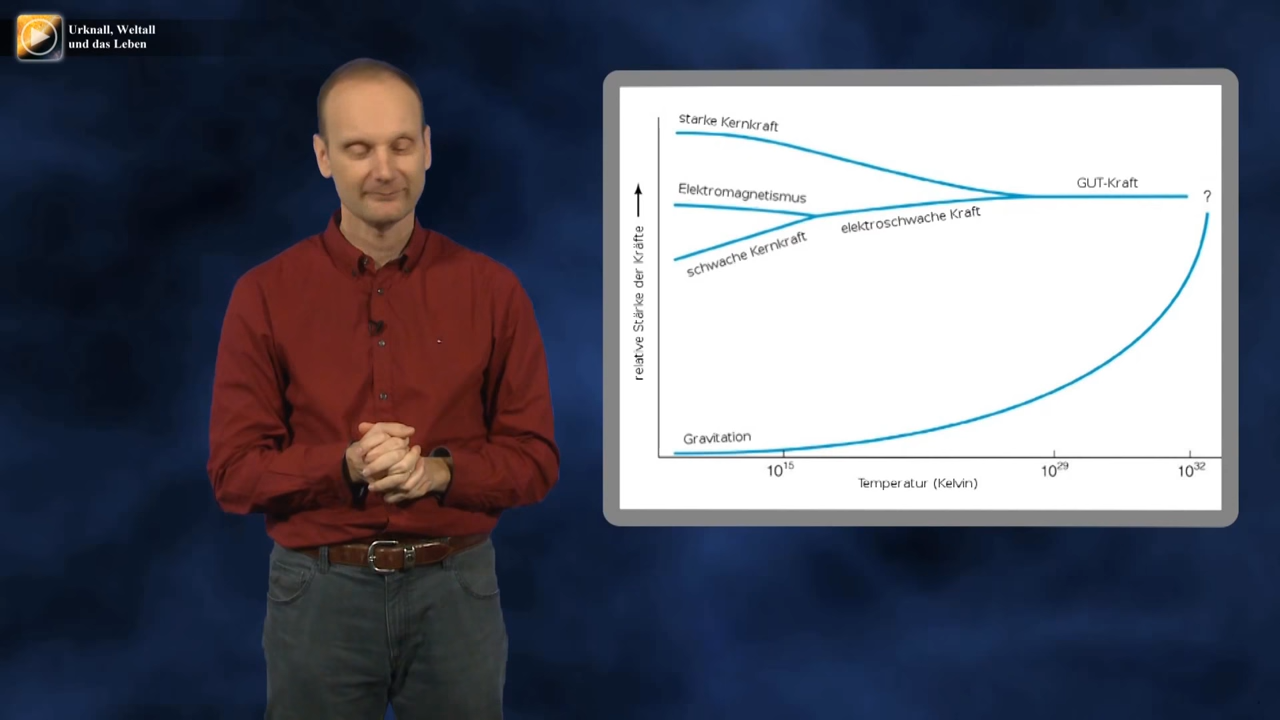 Urknall, Weltall
und das Leben
starke Kernkraft
Elektromagnetismus
schwache Kernkraft
elektroschwache Kraft
GUT-Kraft
?
relative Stärke der Kräfte
Gravitation
10¹⁵
10²⁹
10³²
Temperatur (Kelvin)